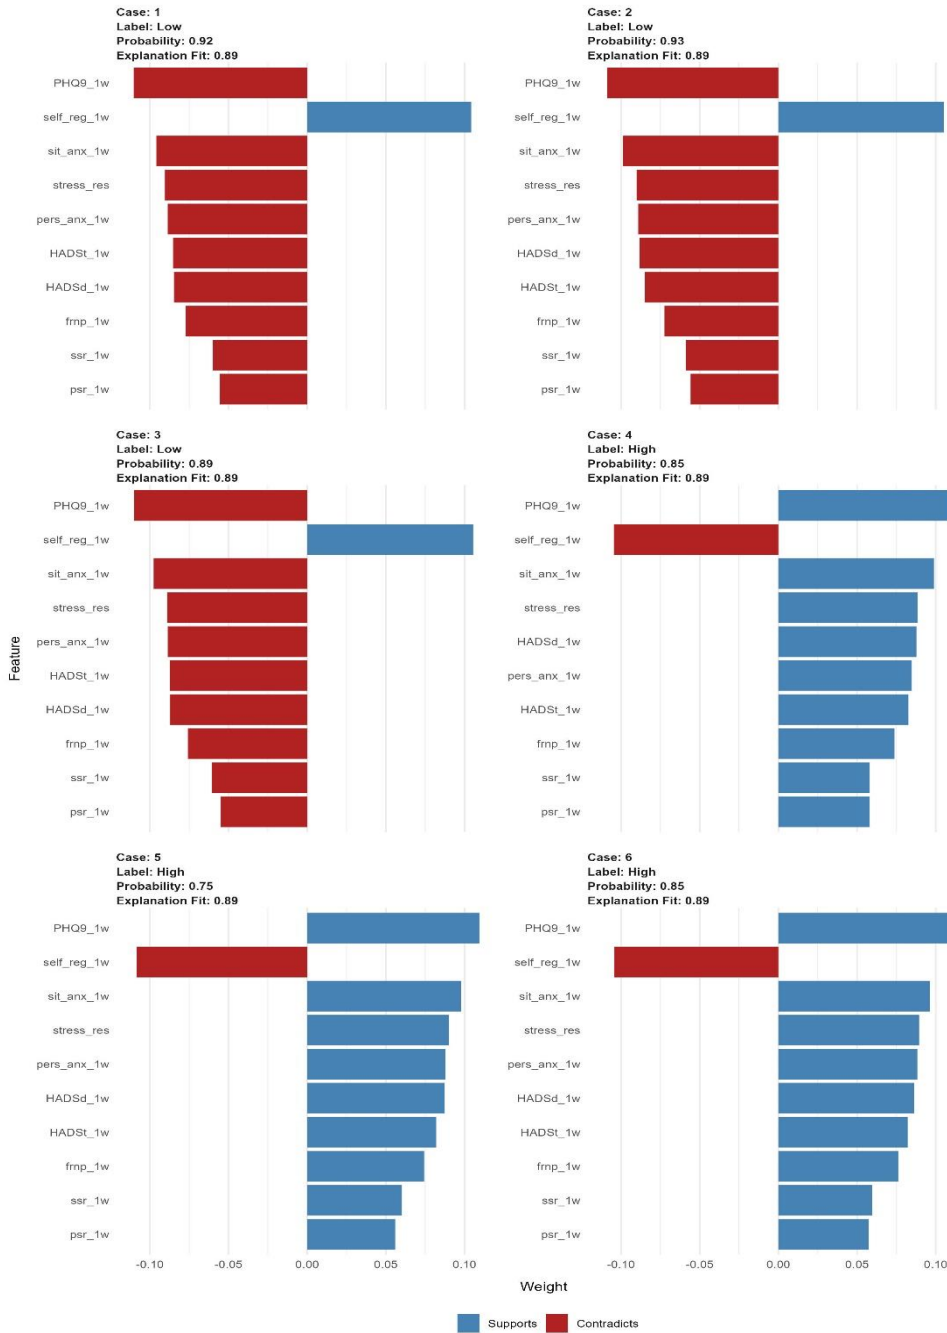 Case: 1
Label: Low
Probability: 0.92
Explanation Fit: 0.89
PHQ9_1w
self_reg_1w
sit_anx_1w
stress_res
pers_anx_1w
HADSt_1w
HADSd_1w
frnp_1w
ssr_1w
psr_1w
Case: 2
Label: Low
Probability: 0.93
Explanation Fit: 0.89
PHQ9_1w
self_reg_1w
sit_anx_1w
stress_res
pers_anx_1w
HADSd_1w
HADSt_1w
frnp_1w
ssr_1w
psr_1w
Case: 3
Label: Low
Probability: 0.89
Explanation Fit: 0.89
PHQ9_1w
self_reg_1w
sit_anx_1w
stress_res
pers_anx_1w
HADSt_1w
HADSd_1w
frnp_1w
ssr_1w
psr_1w
Case: 4
Label: High
Probability: 0.85
Explanation Fit: 0.89
PHQ9_1w
self_reg_1w
sit_anx_1w
stress_res
HADSd_1w
pers_anx_1w
HADSt_1w
frnp_1w
ssr_1w
psr_1w
Feature
Case: 5
Label: High
Probability: 0.75
Explanation Fit: 0.89
PHQ9_1w
self_reg_1w
sit_anx_1w
stress_res
pers_anx_1w
HADSd_1w
HADSt_1w
frnp_1w
ssr_1w
psr_1w
-0.10 -0.05 0.00 0.05 0.10
Case: 6
Label: High
Probability: 0.85
Explanation Fit: 0.89
PHQ9_1w
self_reg_1w
sit_anx_1w
stress_res
pers_anx_1w
HADSd_1w
HADSt_1w
frnp_1w
ssr_1w
psr_1w
-0.10 -0.05 0.00 0.05 0.10
Weight
Supports Contradicts